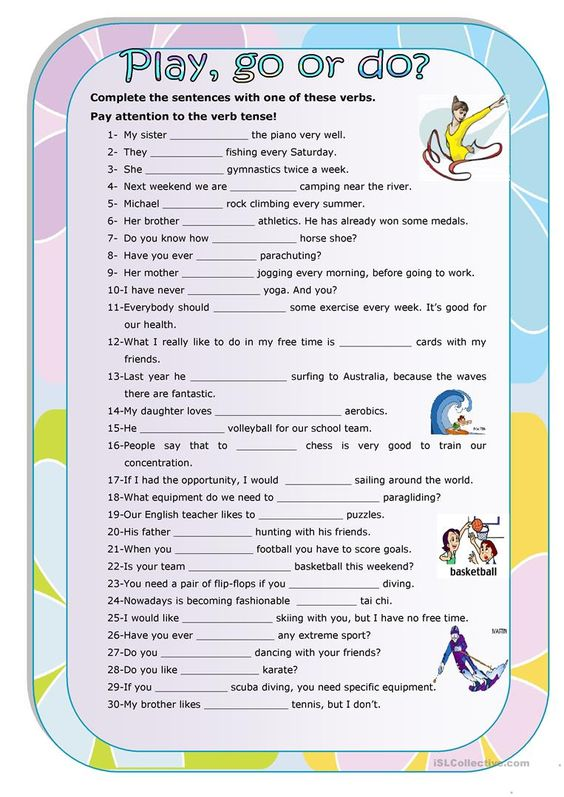 Play, go or do?
Complete the sentences with one of these verbs.
Pay attention to the verb tense!
1- My sister _____________ the piano very well.
2- They ____________ fishing every Saturday.
3- She ____________ gymnastics twice a week.
4- Next weekend we are ___________ camping near the river.
5- Michael __________ rock climbing every summer.
6- Her brother ____________ athletics. He has already won some medals.
7- Do you know how ______________ horse shoe?
8- Have you ever __________ parachuting?
9- Her mother __________ jogging every morning, before going to work.
10-I have never ____________ yoga. And you?
11-Everybody should ____________ some exercise every week. It's good for
our health.
12-What I really like to do in my free time is ____________ cards with my
friends.
13-Last year he ________________ surfing to Australia, because the waves
there are fantastic.
14-My daughter loves _____________________ aerobics.
15-He ______________ volleyball for our school team.
16-People say that to __________ chess is very good to train our
concentration.
17-If I had the opportunity, I would ___________ sailing around the world.
18-What equipment do we need to _________________ paragliding?
19-Our English teacher likes to ______________ puzzles.
20-His father _____________ hunting with his friends.
21-When you _____________ football you have to score goals.
22-Is your team _________________ basketball this weekend?
basketball
23-You need a pair of flip-flops if you _______________ diving.
24-Nowadays is becoming fashionable __________ tai chi.
25-I would like ______________ skiing with you, but I have no free time.
26-Have you ever ______________ any extreme sport?
27-Do you _______________ dancing with your friends?
28-Do you like _____________ karate?
29-If you ___________ scuba diving, you need specific equipment.
30-My brother likes ______________ tennis, but I don't.
iSLCollective.com